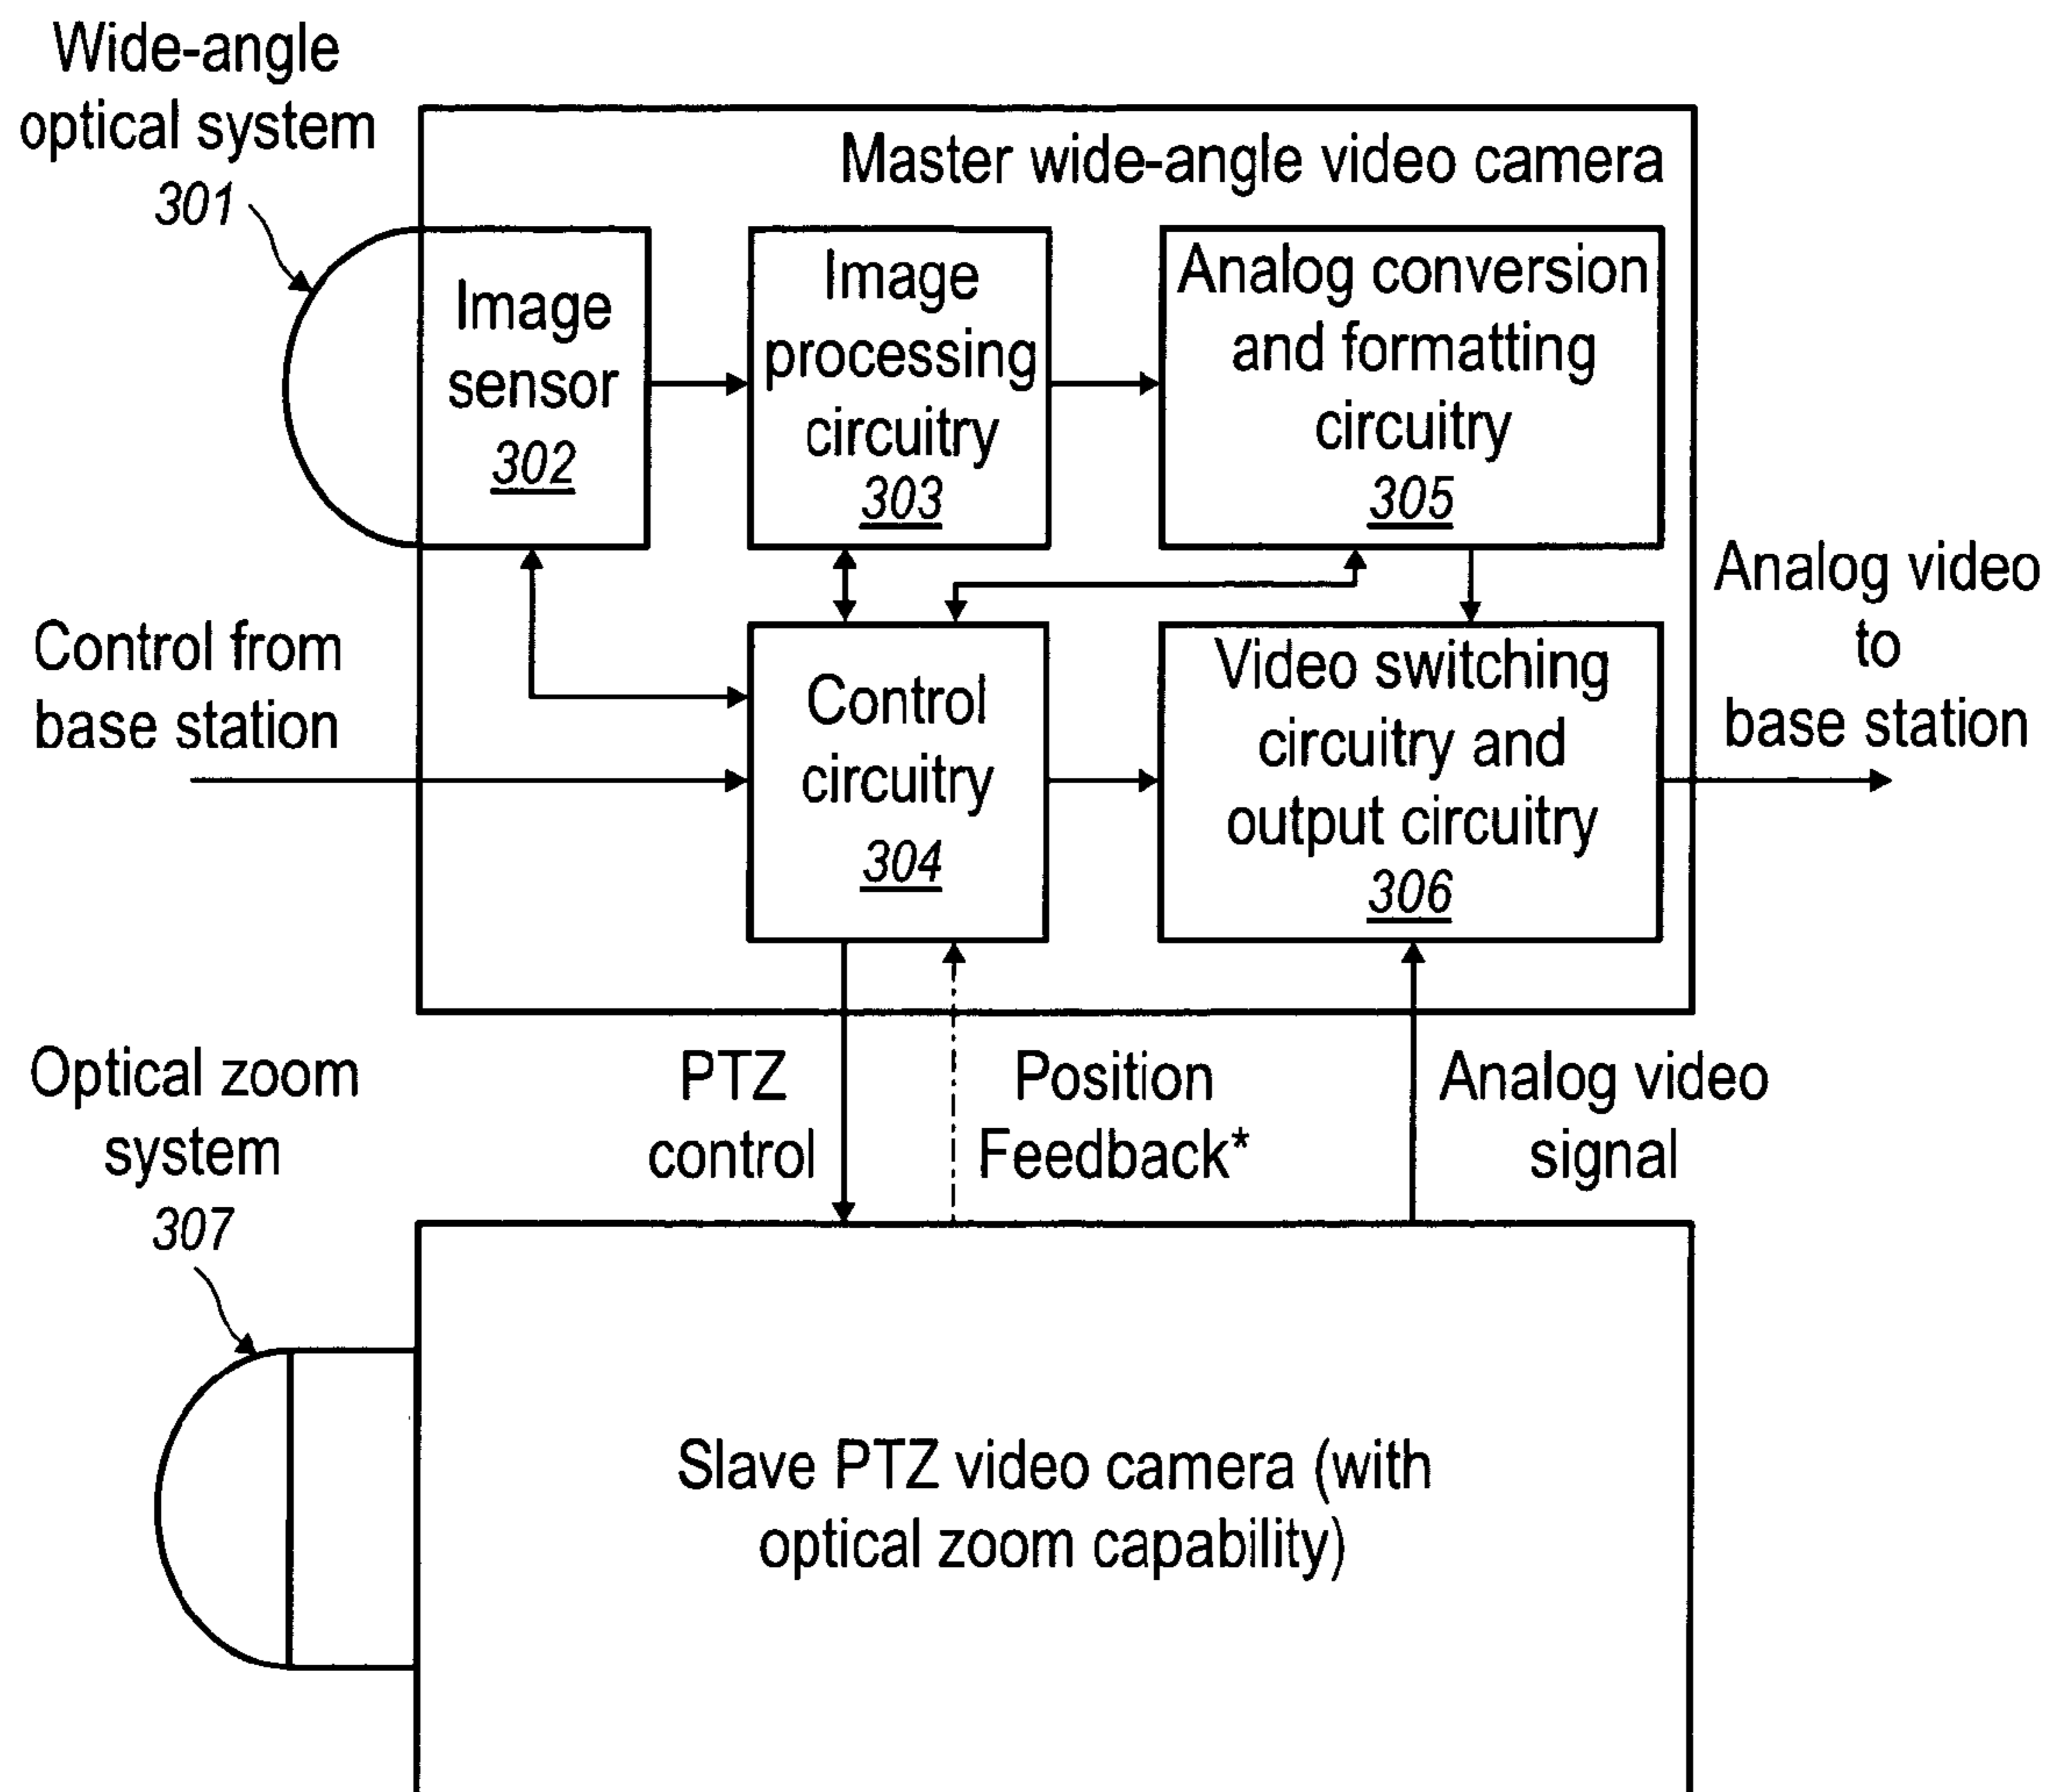 Wide-angle
optical system
301
Master wide-angle video camera
Image
sensor
302
Image
processing
circuitry
303
Analog conversion
and formatting
circuitry
305
Control from
base station
Control
circuitry
304
Video switching
circuitry and
output circuitry
306
Analog video
to
base station
Optical zoom
system
307
PTZ
control
Position
Feedback*
Analog video
signal
Slave PTZ video camera (with
optical zoom capability)